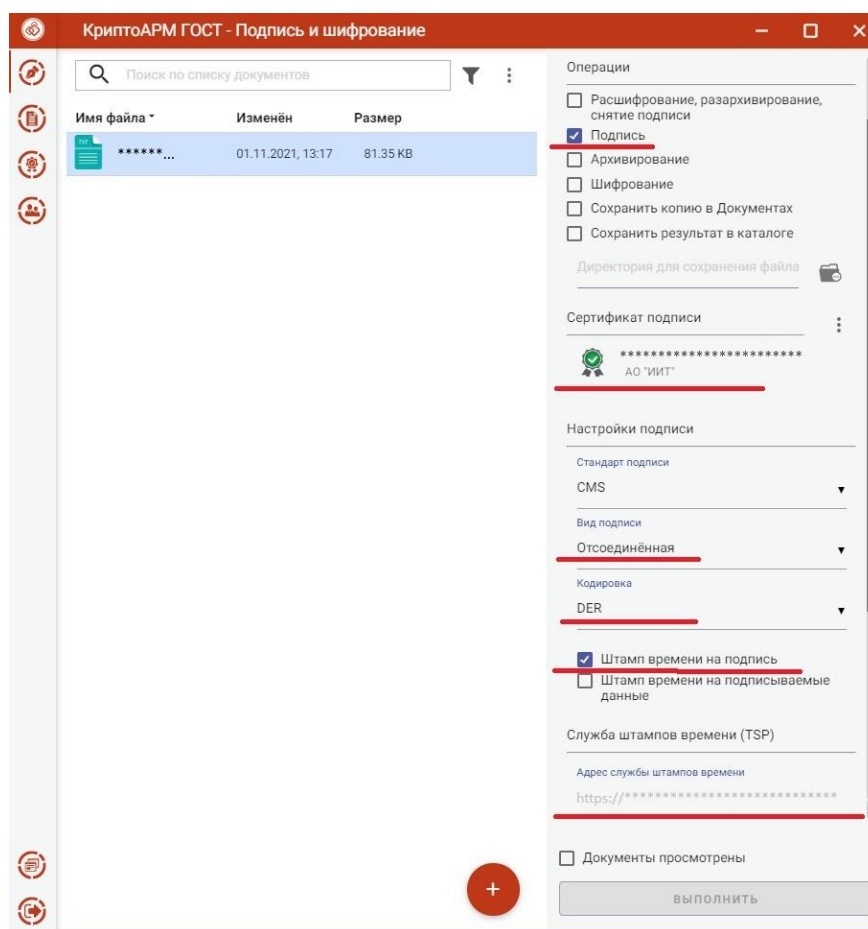 КриптоАРМ ГОСТ - Подпись и шифрование
Поиск по списку документов
Имя файла Изменён Размер
TXT ******... 01.11.2021, 13:17 81.35 KB
Операции
Расшифрование, разархивирование,
снятие подписи
Подпись
Архивирование
Шифрование
Сохранить копию в Документах
Сохранить результат в каталоге
Директория для сохранения файла
Сертификат подписи
************************
АО "ИИТ"
Настройки подписи
Стандарт подписи
CMS
Вид подписи
Отсоединённая
Кодировка
DER
Штамп времени на подпись
Штамп времени на подписываемые
данные
Служба штампов времени (TSP)
Адрес службы штампов времени
https://****************************
Документы просмотрены
ВЫПОЛНИТЬ